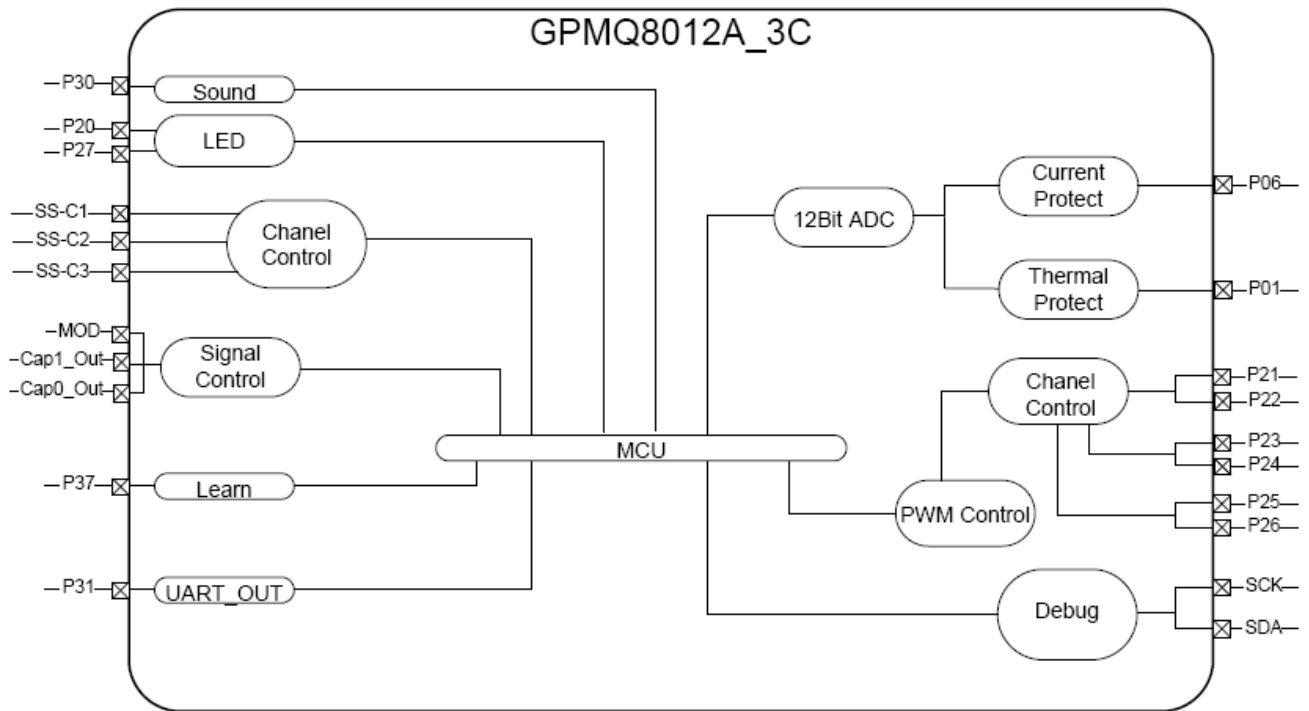 GPMQ8012A_3C
P30
Sound
P20
LED
P27
SS-C1
SS-C2
SS-C3
Chanel
Control
MOD
Cap1_Out
Cap0_Out
Signal
Control
P37
Learn
P31
UART_OUT
MCU
12Bit ADC
Current
Protect
P06
Thermal
Protect
P01
Chanel
Control
P21
P22
P23
P24
P25
P26
PWM Control
Debug
SCK
SDA